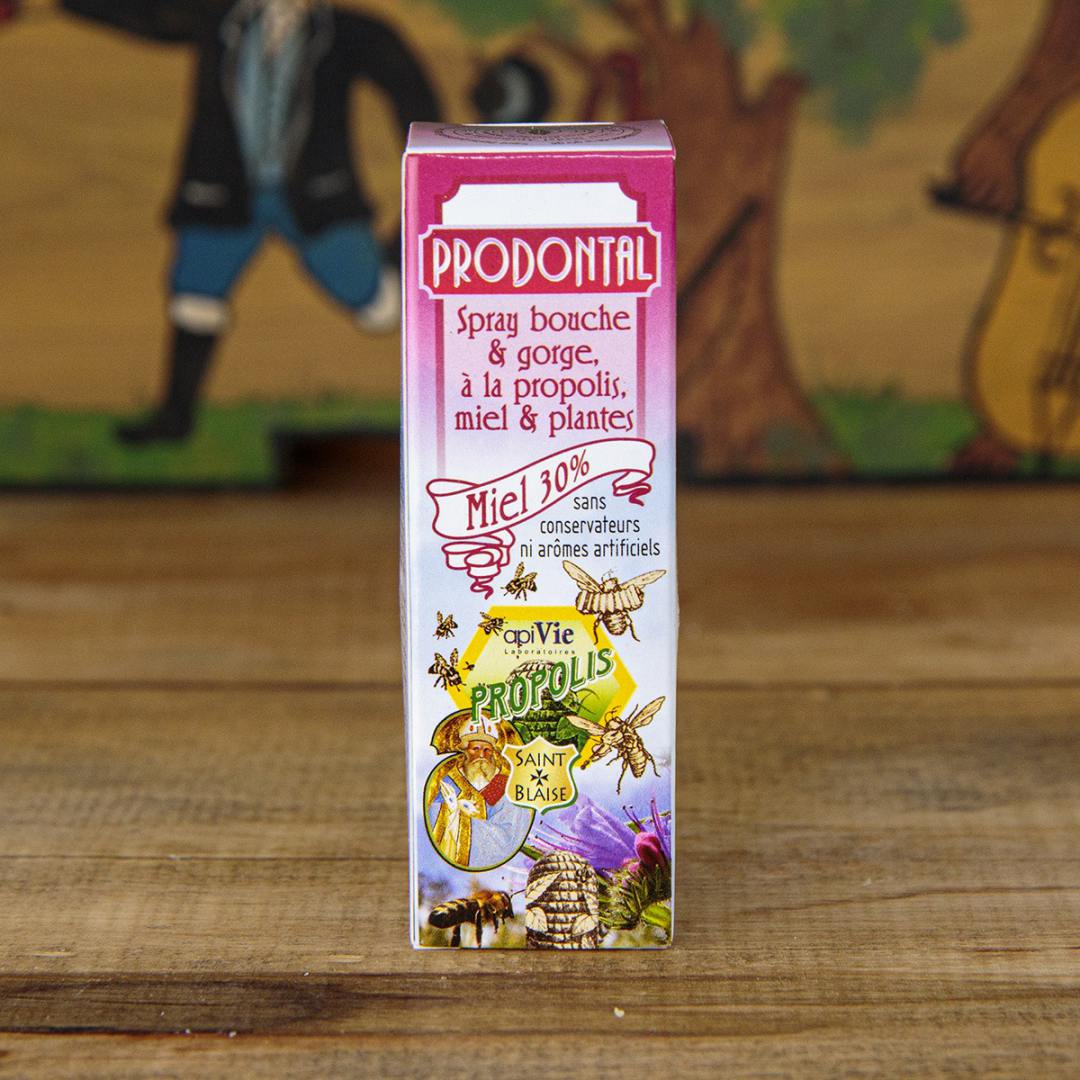 PRODONTAL
Spray bouche
& gorge,
à la propolis,
miel & plantes
Miel 30%
sans
conservateurs
ni arômes artificiels
apiVie
Laboratoires
PROPOLIS
SAINT
BLAISE